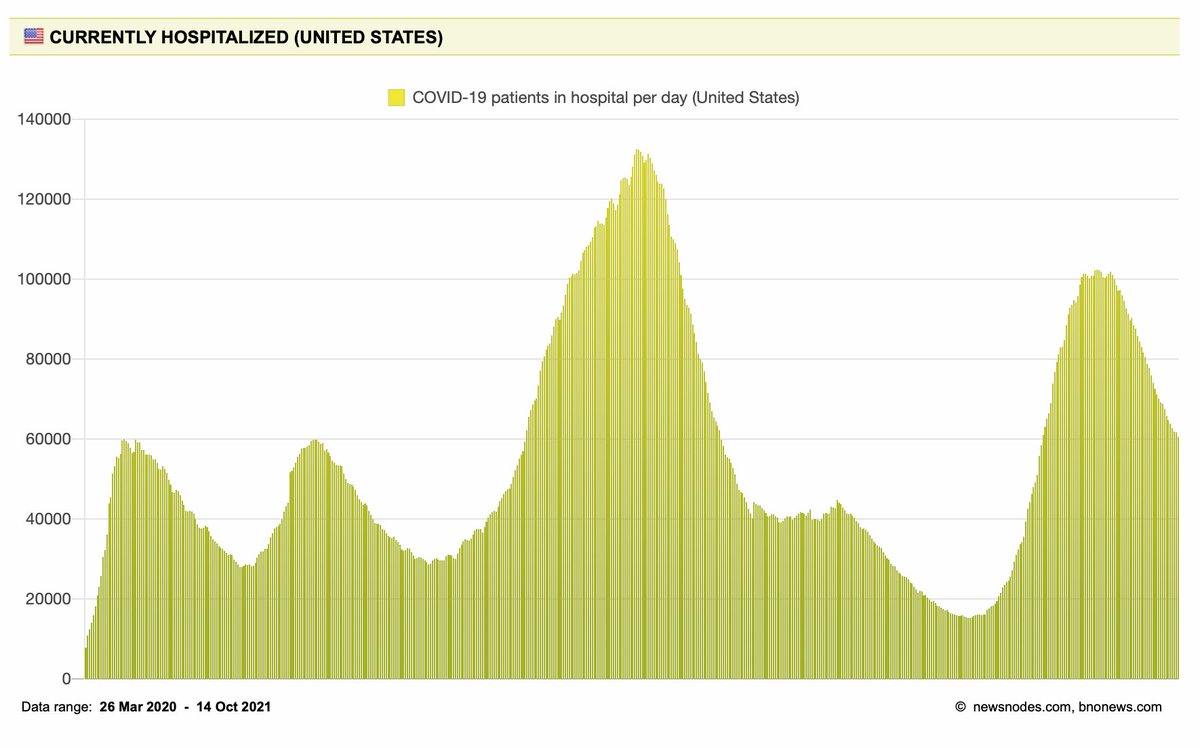 CURRENTLY HOSPITALIZED (UNITED STATES)
COVID-19 patients in hospital per day (United States)
140000
120000
100000
80000
60000
40000
20000
0
Data range: 26 Mar 2020 - 14 Oct 2021
© newsnodes.com, bnonews.com